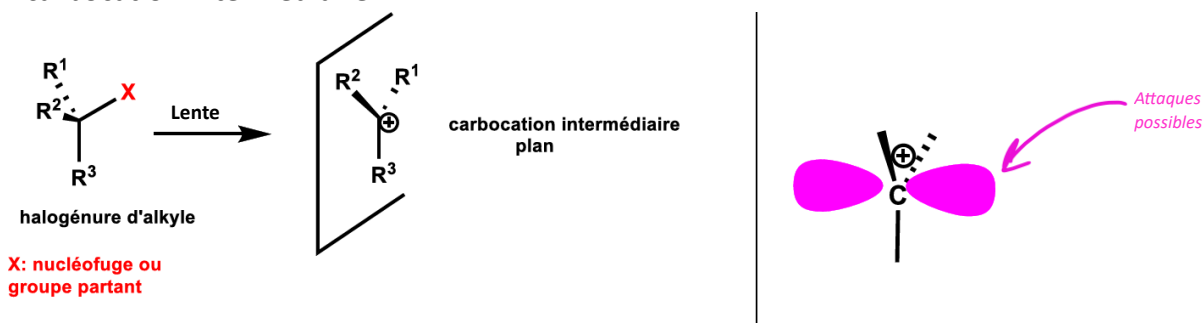 R1
X
R2
R3
halogénure d'alkyle
X: nucléofuge ou
groupe partant
Lente
R2
R1
R3
carbocation intermédiaire
plan
C
Attaques
possibles